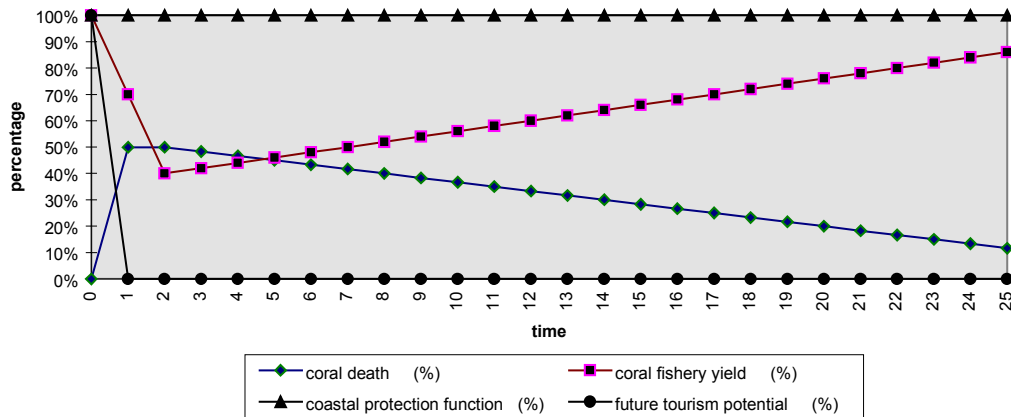 100%
90%
80%
70%
60%
50%
40%
30%
20%
10%
0%
percentage
0 1 2 3 4 5 6 7 8 9 10 11 12 13 14 15 16 17 18 19 20 21 22 23 24 25
time
coral death (%) coral fishery yield (%)
coastal protection function (%) future tourism potential (%)